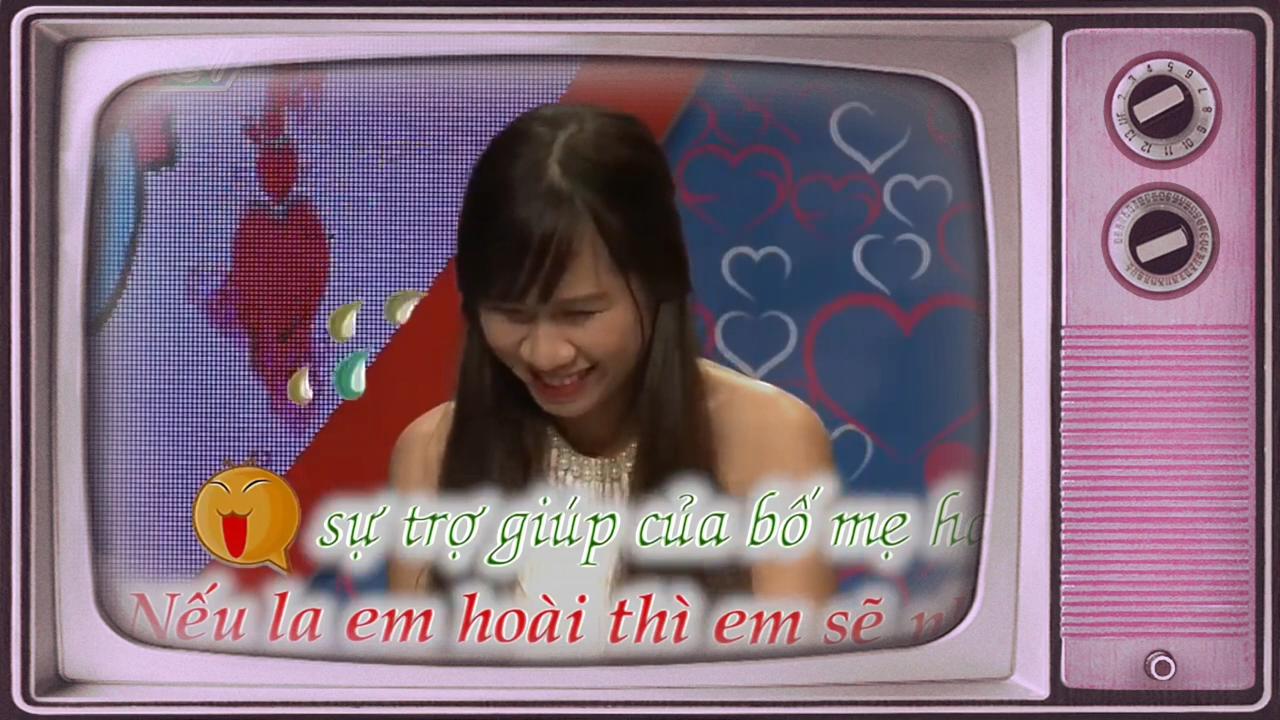 sự trợ giúp của bố mẹ
Nếu la em hoài thì em sẽ